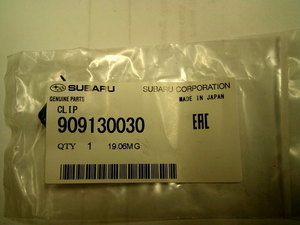 SUBARU SUBARU CORPORATION
GENUINE PARTS MADE IN JAPAN
CLIP
909130030 EAC
QTY 1 19.06MG